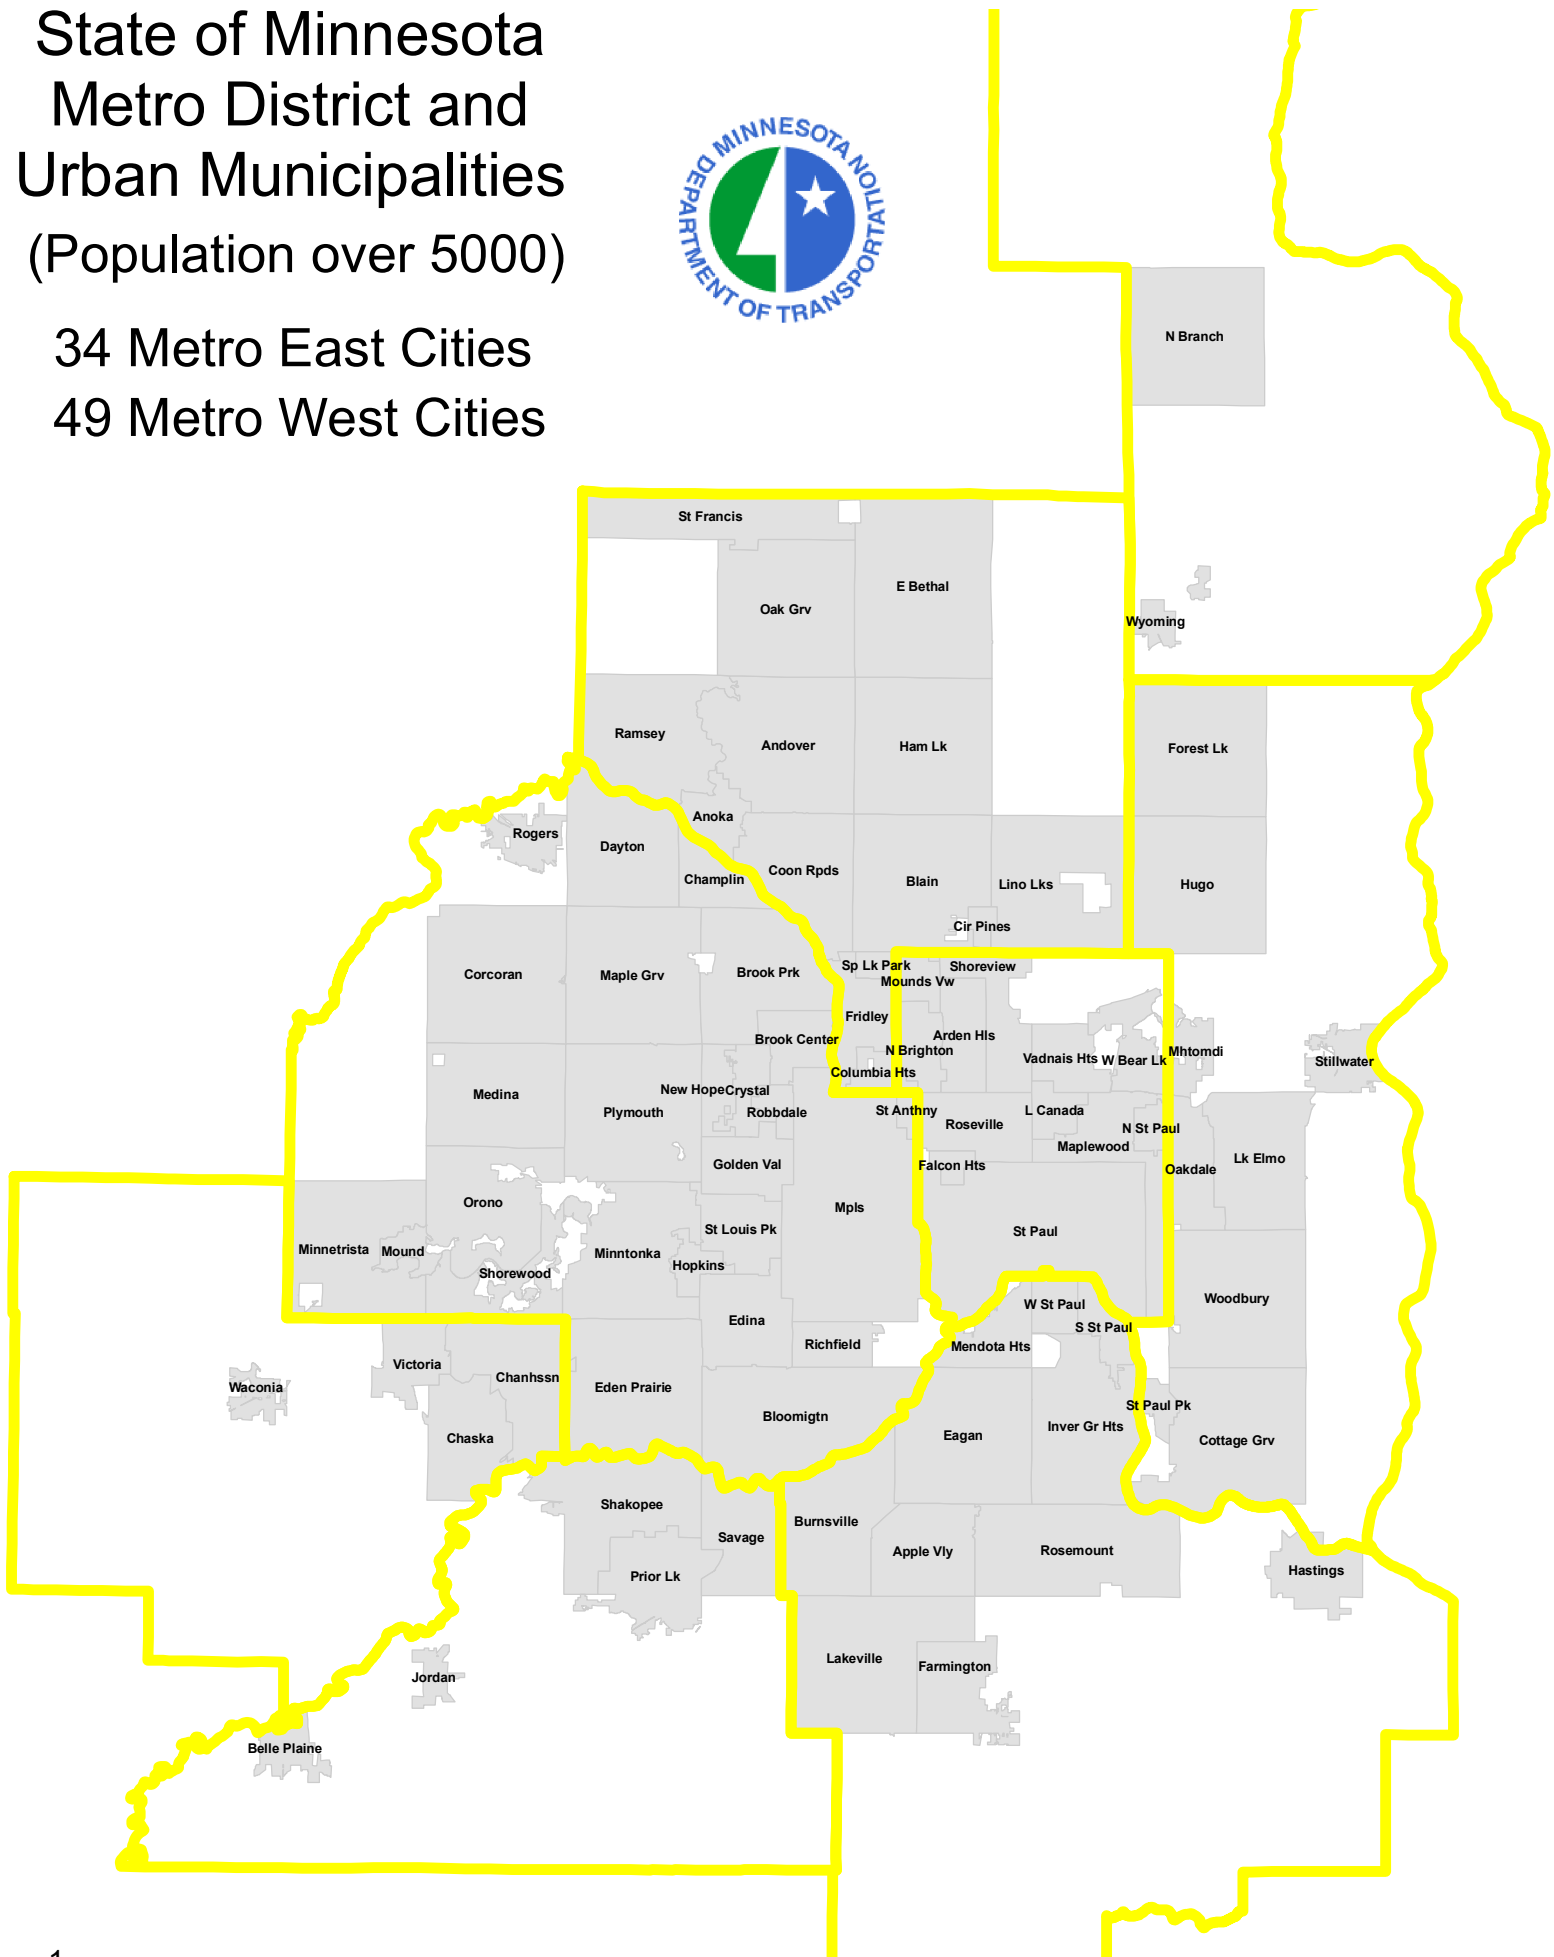 State of Minnesota
Metro District and
Urban Municipalities
(Population over 5000)
34 Metro East Cities
49 Metro West Cities
MINNESOTA DEPARTMENT OF TRANSPORTATION
N Branch
St Francis
E Bethal
Oak Grv
Wyoming
Ramsey
Andover
Ham Lk
Forest Lk
Anoka
Rogers
Dayton
Coon Rpds
Champlin
Blain
Lino Lks
Hugo
Cir Pines
Corcoran
Maple Grv
Brook Prk
Sp Lk Park
Shoreview
Mounds Vw
Fridley
Brook Center
Arden Hls
N Brighton
Vadnais Hts
W Bear Lk
Mhtomdi
Stillwater
Columbia Hts
Medina
New Hope
Crystal
Plymouth
Robbdale
St Anthny
Roseville
L Canada
N St Paul
Maplewood
Golden Val
Falcon Hts
Oakdale
Lk Elmo
Orono
Mpls
St Louis Pk
St Paul
Minnetrista
Mound
Minntonka
Hopkins
Shorewood
Woodbury
W St Paul
Edina
S St Paul
Richfield
Mendota Hts
Victoria
Chanhssn
Waconia
Eden Prairie
St Paul Pk
Bloomigtn
Inver Gr Hts
Chaska
Eagan
Cottage Grv
Shakopee
Burnsville
Savage
Apple Vly
Rosemount
Prior Lk
Hastings
Lakeville
Farmington
Jordan
Belle Plaine
1